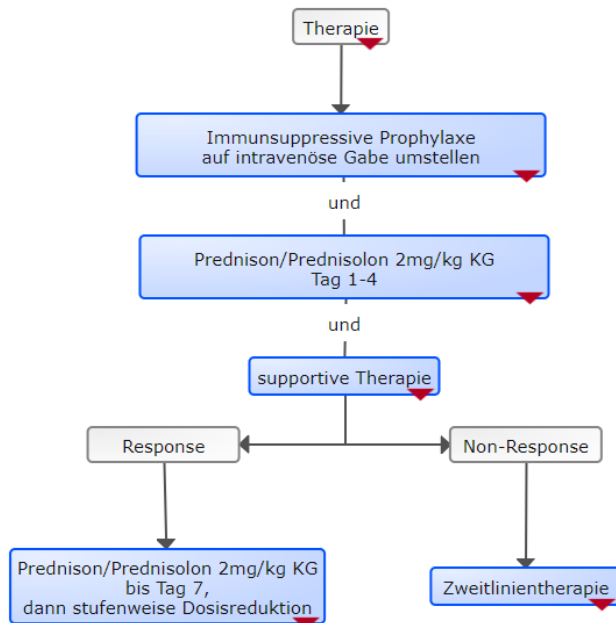 Therapie
Immunsuppressive Prophylaxe
auf intravenöse Gabe umstellen
und
Prednison/Prednisolon 2mg/kg KG
Tag 1-4
und
supportive Therapie
Response
Non-Response
Prednison/Prednisolon 2mg/kg KG
bis Tag 7,
dann stufenweise Dosisreduktion
Zweitlinientherapie